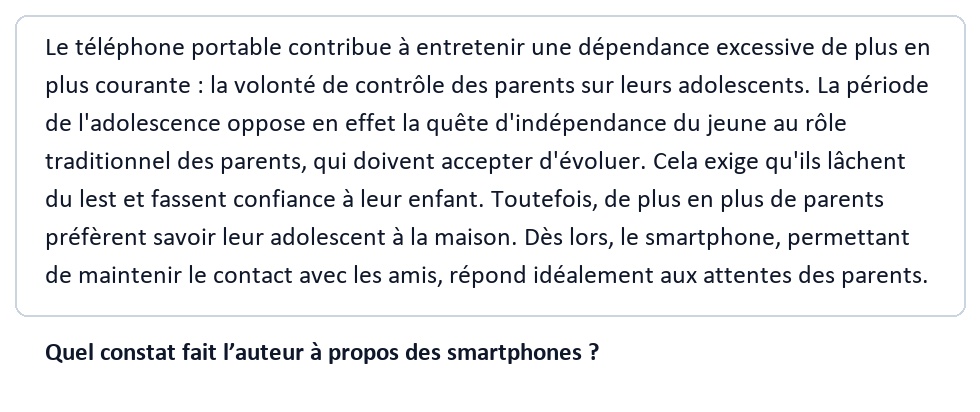 Le téléphone portable contribue à entretenir une dépendance excessive de plus en
plus courante : la volonté de contrôle des parents sur leurs adolescents. La période
de l'adolescence oppose en effet la quête d'indépendance du jeune au rôle
traditionnel des parents, qui doivent accepter d'évoluer. Cela exige qu'ils lâchent
du lest et fassent confiance à leur enfant. Toutefois, de plus en plus de parents
préfèrent savoir leur adolescent à la maison. Dès lors, le smartphone, permettant
de maintenir le contact avec les amis, répond idéalement aux attentes des parents.
Quel constat fait l’auteur à propos des smartphones ?